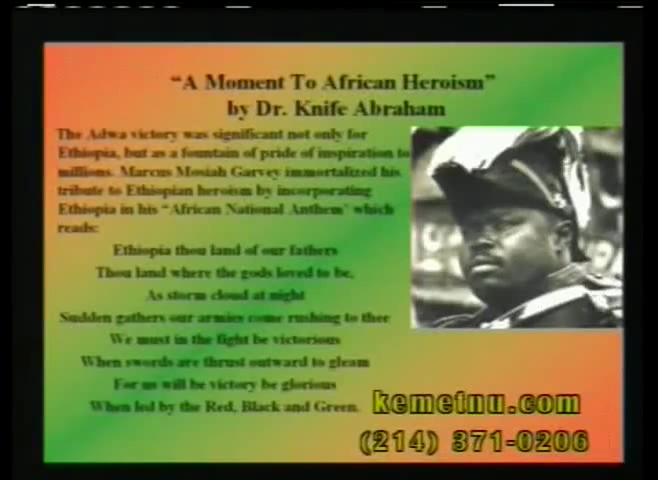 "A Moment To African Heroism"
by Dr. Knife Abraham
The Adwa victory was significant not only for
Ethiopia, but as a fountain of pride of inspiration to
millions. Marcus Mosiah Garvey immortalized his
tribute to Ethiopian heroism by incorporating
Ethiopia in his "African National Anthem" which
reads:
Ethiopia thou land of our fathers
Thou land where the gods loved to be,
As storm cloud at night
Sudden gathers our armies come rushing to thee
We must in the fight be victorious
When swords are thrust outward to gleam
For us will be victory be glorious
When led by the Red, Black and Green.
kemetnu.com
(214) 371-0206